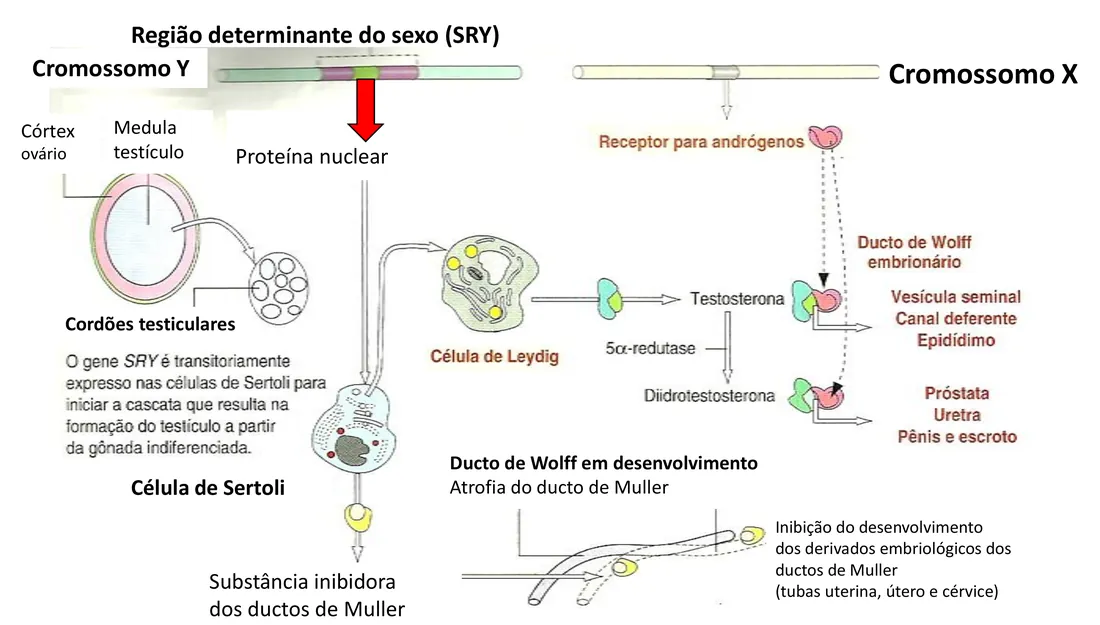 Região determinante do sexo (SRY)
Cromossomo Y
Cromossomo X
Córtex
ovário
Medula
testículo
Proteína nuclear
Receptor para andrógenos
Ducto de Wolff
embrionário
Cordões testiculares
Testosterona
Vesícula seminal
Canal deferente
Epidídimo
Célula de Leydig
5α-redutase
O gene SRY é transitoriamente
expresso nas células de Sertoli para
iniciar a cascata que resulta na
formação do testículo a partir
da gônada indiferenciada.
Diidrotestosterona
Próstata
Uretra
Pênis e escroto
Célula de Sertoli
Ducto de Wolff em desenvolvimento
Atrofia do ducto de Muller
Inibição do desenvolvimento
dos derivados embriológicos dos
ductos de Muller
(tubas uterina, útero e cérvice)
Substância inibidora
dos ductos de Muller